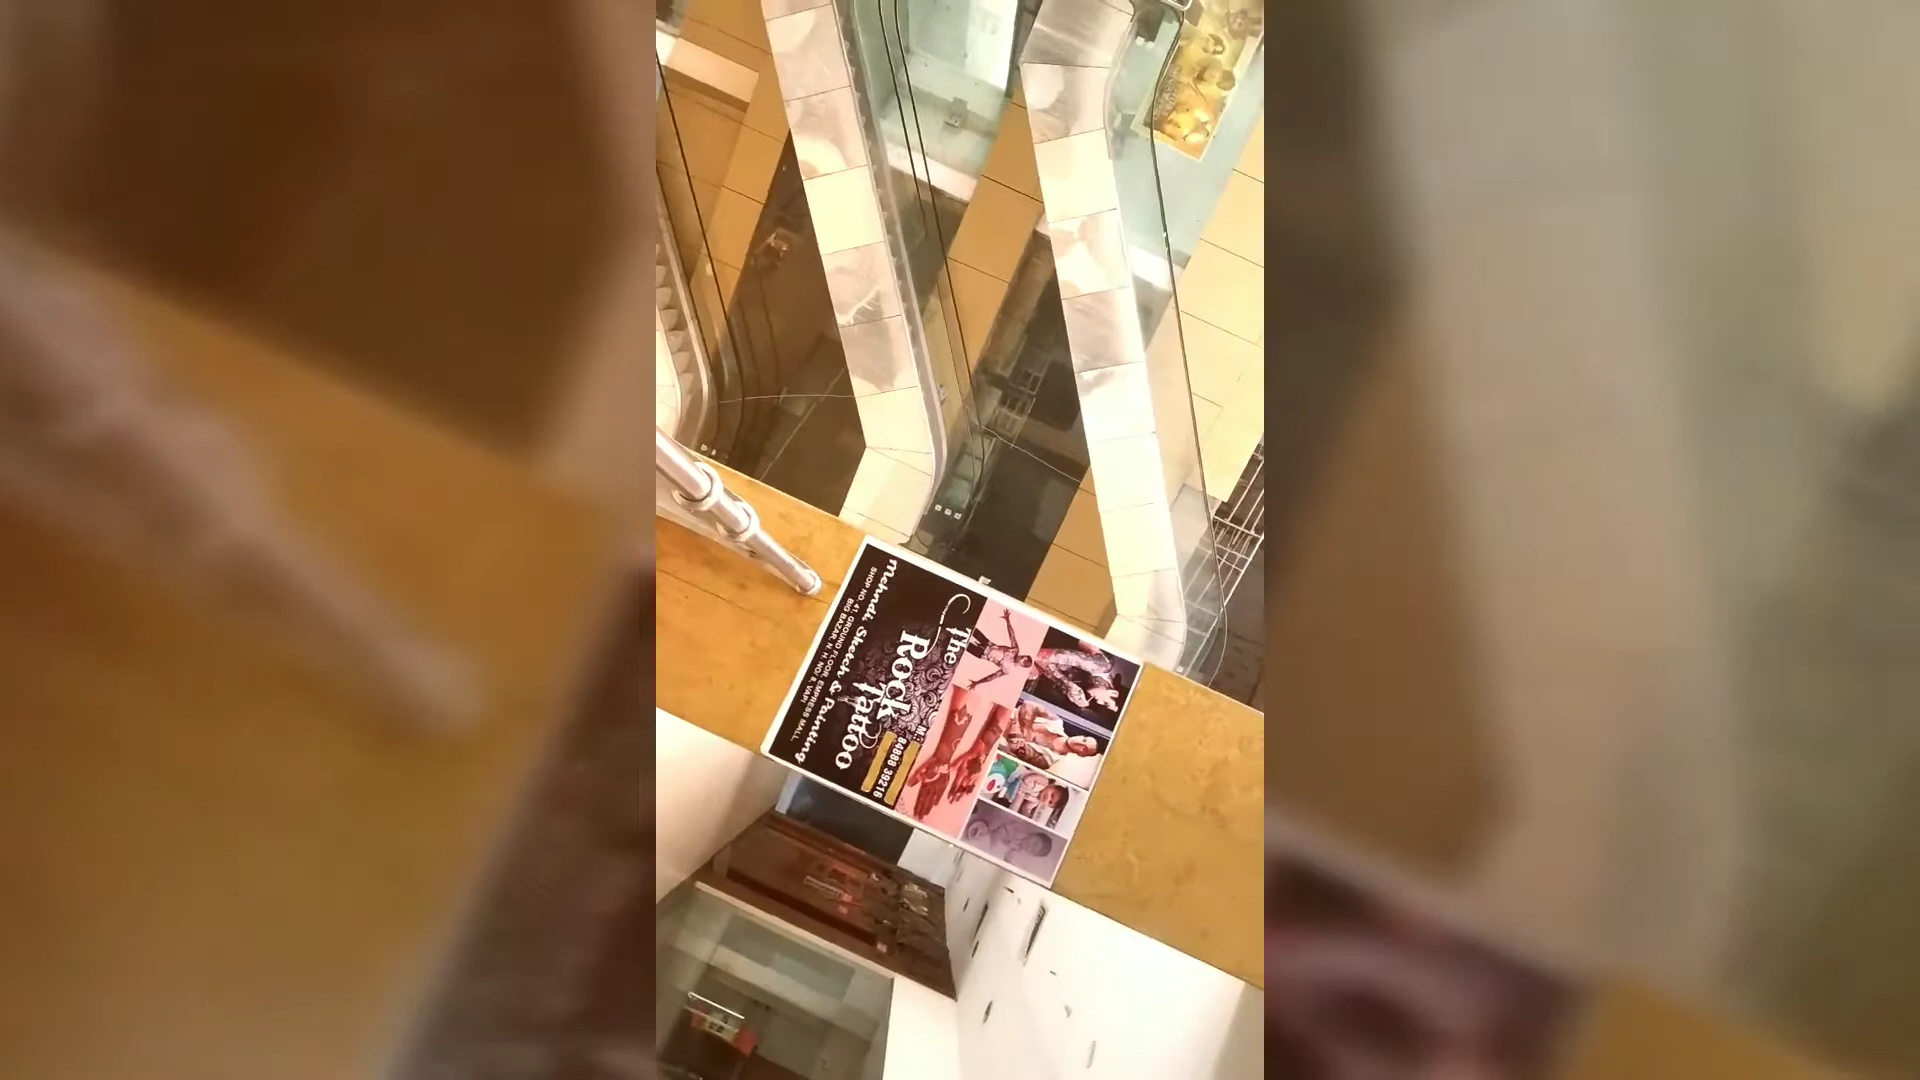 The
Rock
Tattoo
M: 84888 39216
Mehndi, Sketch & Painting
SHOP NO. 41, GROUND FLOOR, EMPRESS MALL,
BIG BAZAR, N. H. NO. 8, VAPI